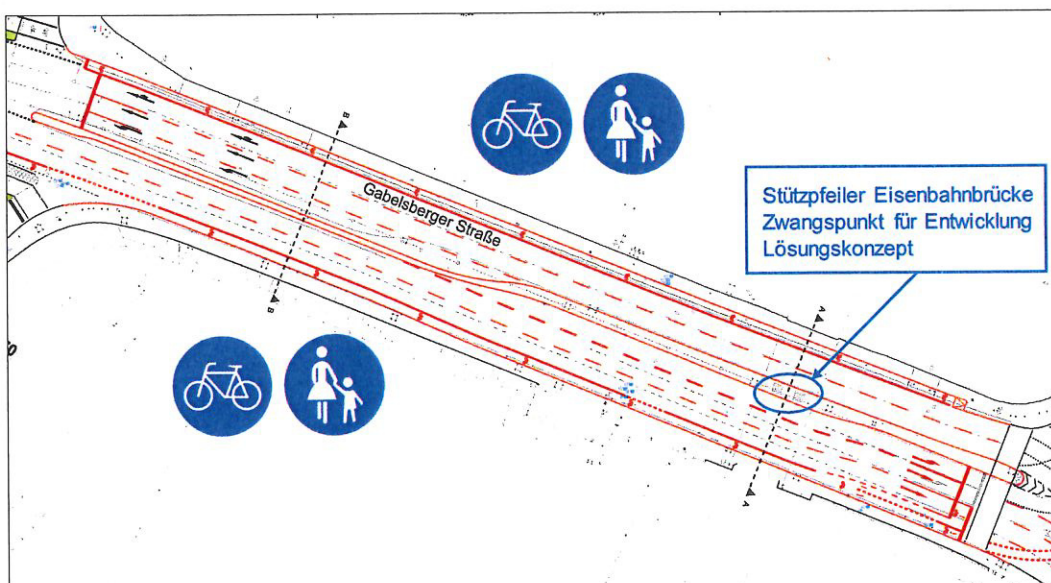 B
Gabelsberger Straße
Stützpfeiler Eisenbahnbrücke
Zwangspunkt für Entwicklung
Lösungskonzept
A
B
A